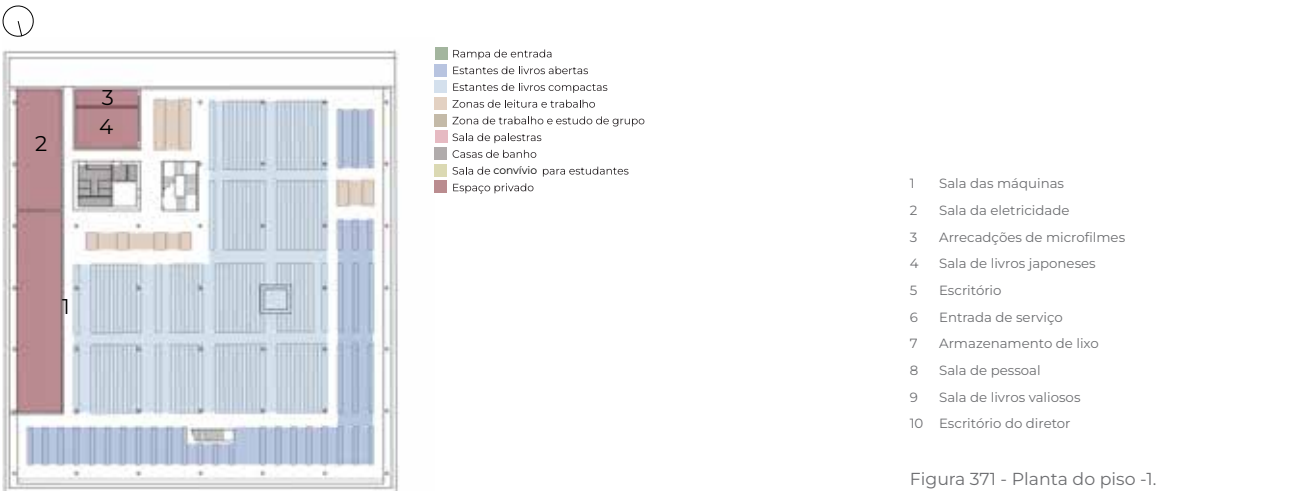 3
4
2
1
Rampa de entrada
Estantes de livros abertas
Estantes de livros compactas
Zonas de leitura e trabalho
Zona de trabalho e estudo de grupo
Sala de palestras
Casas de banho
Sala de convívio para estudantes
Espaço privado
1 Sala das máquinas
2 Sala da eletricidade
3 Arrecadções de microfilmes
4 Sala de livros japoneses
5 Escritório
6 Entrada de serviço
7 Armazenamento de lixo
8 Sala de pessoal
9 Sala de livros valiosos
10 Escritório do diretor
Figura 371 - Planta do piso -1.